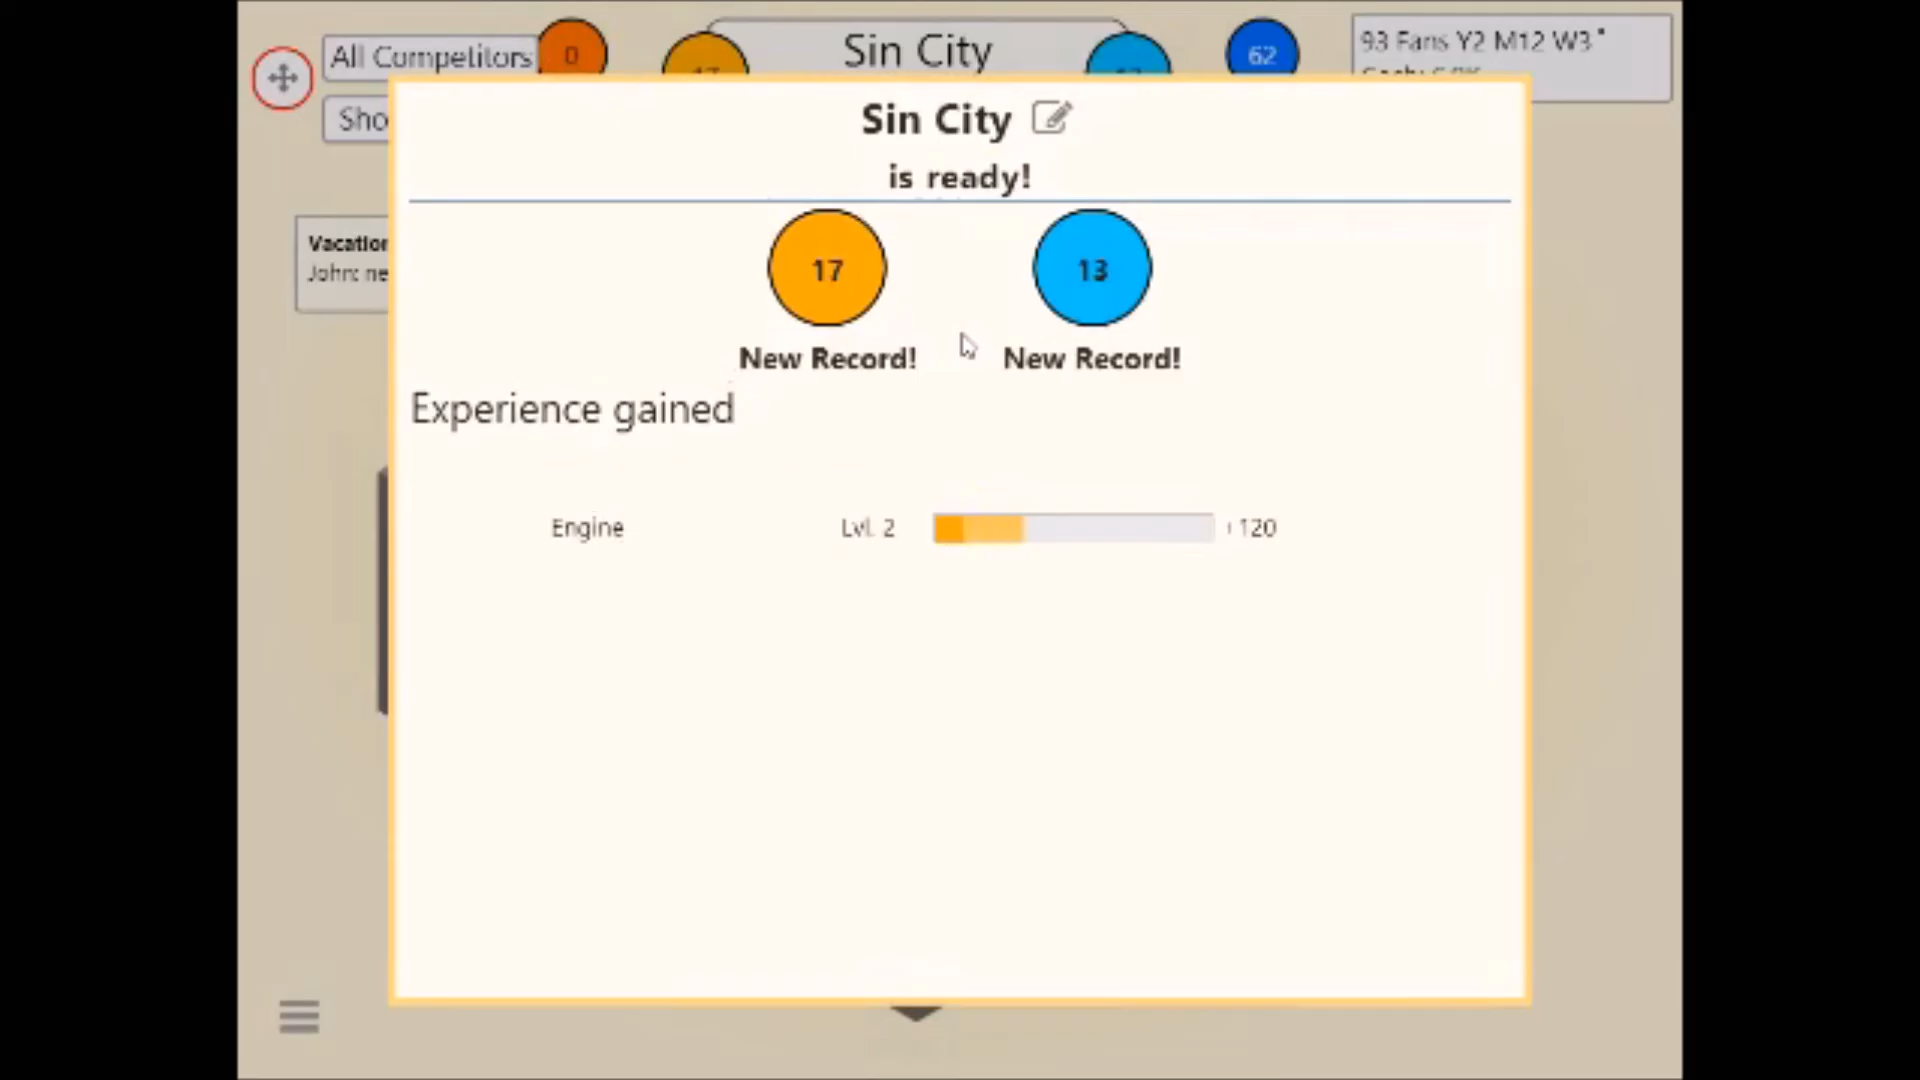 All Competitors
0
Sin City
62
93 Fans Y2 M12 W3
Sho
Sin City
is ready!
Vacation
John: ne
17
13
New Record!
New Record!
Experience gained
Engine
Lvl. 2
+120